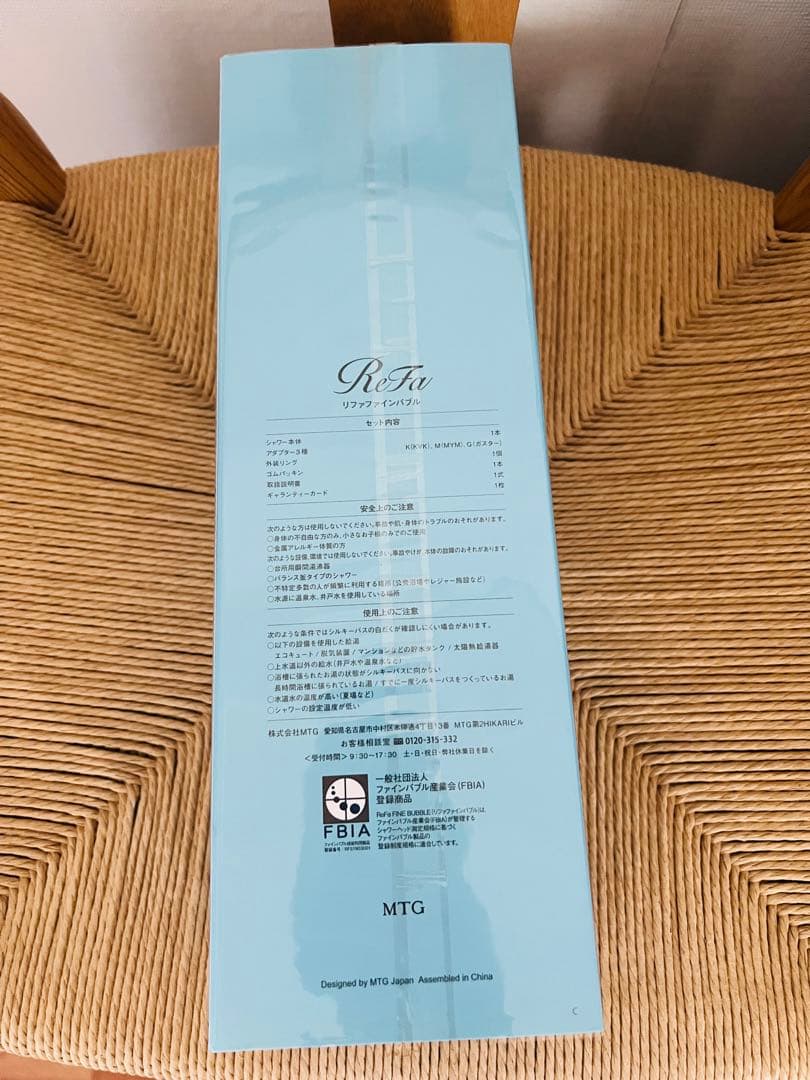 ReFa
リファファインバブル
セット内容
シャワー本体 1本
アダプター3種 K(KVK)、M(MYM)、G(ガスター)
外装リング 1個
ゴムパッキン 1本
取扱説明書 1式
ギャランティーカード 1枚
安全上のご注意
次のような方は使用しないでください。事故や肌・身体のトラブルのおそれがあります。
○身体の不自由な方のみ、小さなお子様のみでのご使用
○金属アレルギー体質の方
次のような設備、環境では使用しないでください。事故やけが、本体の故障のおそれがあります。
○台所用瞬間湯沸器
○バランス釜タイプのシャワー
○不特定多数の人が頻繁に利用する場所(公衆浴場やレジャー施設など)
○水源に温泉水、井戸水を使用している場所
使用上のご注意
次のような条件ではシルキーバスの白だくが確認しにくい場合があります。
○以下の設備を使用した給湯
エコキュート / 脱気装置 / マンションなどの貯水タンク / 太陽熱給湯器
○上水道以外の給水(井戸水や温泉水など)
○浴槽に張られたお湯の状態がシルキーバスに向かない
長時間浴槽に張られているお湯 / すでに一度シルキーバスをつくっているお湯
○水道水の温度が高い(夏場など)
○シャワーの設定温度が低い
株式会社MTG 愛知県名古屋市中村区本陣通4丁目13番 MTG第2HIKARIビル
お客様相談室 0120-315-332
<受付時間> 9:30~17:30 土・日・祝日・弊社休業日を除く
一般社団法人
ファインバブル産業会(FBIA)
登録商品
ReFa FINE BUBBLE(リファファインバブル)は、
ファインバブル産業会(FBIA)が管理する
シャワーヘッド測定規格に基づく
ファインバブル製品の
登録制度規格に適合しています。
FBIA
MTG
Designed by MTG Japan Assembled in China
C